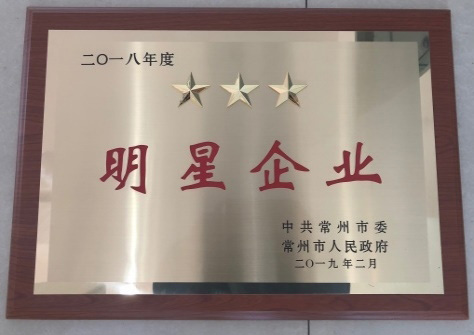 二〇一八年度
明星企业
中共常州市委
常州市人民政府
二〇一九年二月